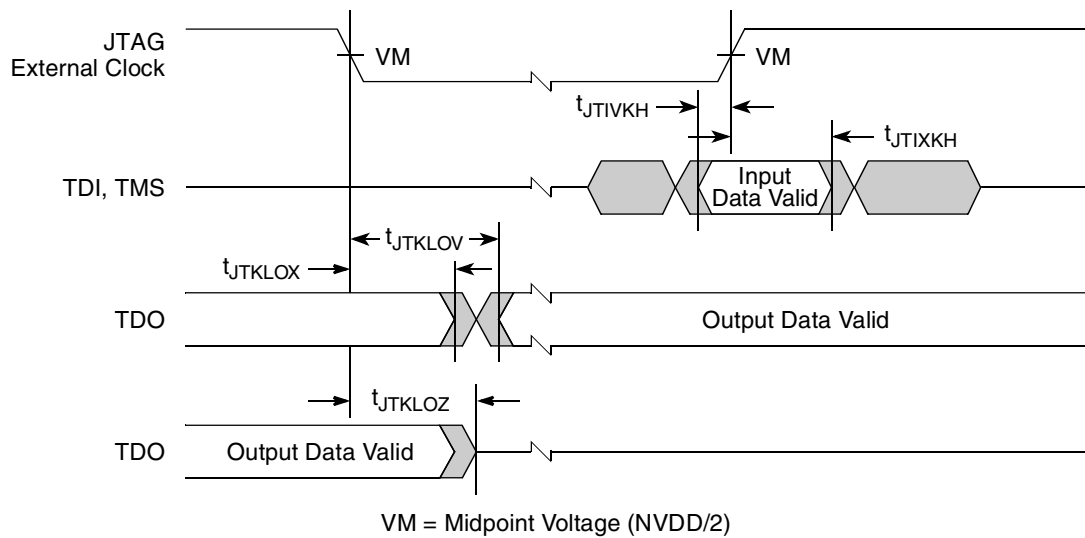 JTAG
External Clock
VM
VM
tJTIVKH
tJTIXKH
TDI, TMS
Input
Data Valid
tJTKLOV
tJTKLOX
TDO
Output Data Valid
tJTKLOZ
TDO
Output Data Valid
VM = Midpoint Voltage (NVDD/2)